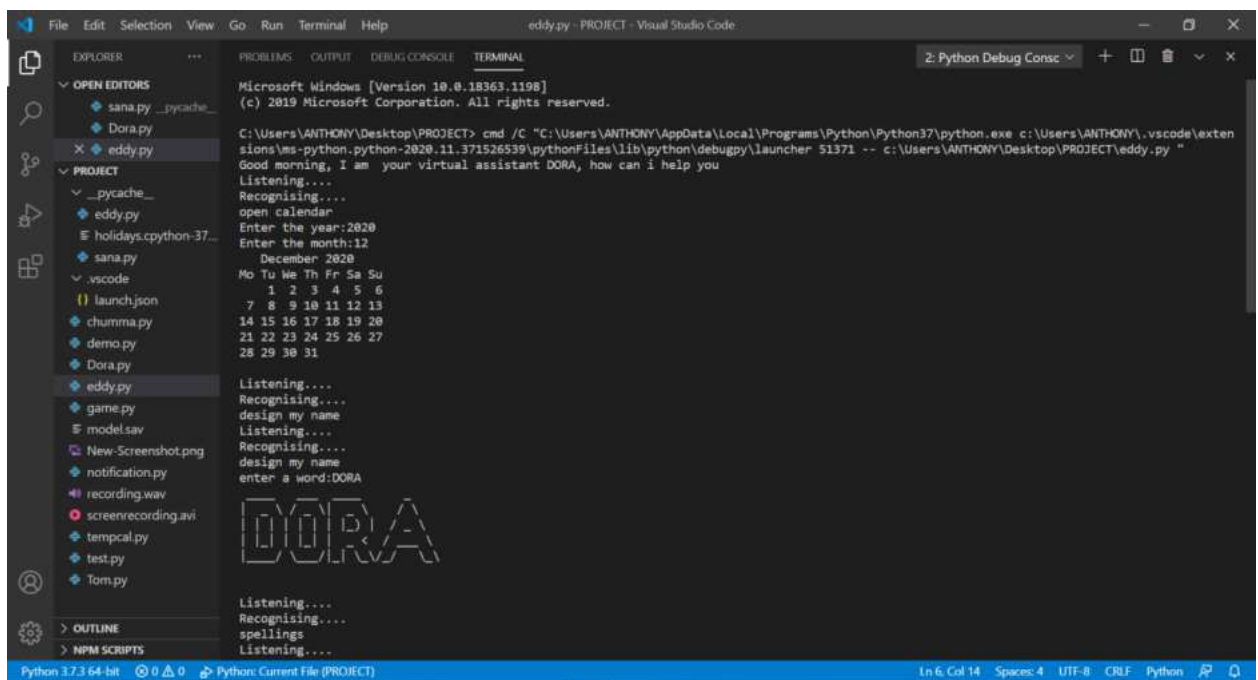 File Edit Selection View Go Run Terminal Help
eddy.py - PROJECT - Visual Studio Code
EXPLORER
OPEN EDITORS
sana.py __pycache__
Dora.py
eddy.py
PROJECT
__pycache__
eddy.py
holidays.cpython-37...
sana.py
.vscode
{} launch.json
chumma.py
demo.py
Dora.py
eddy.py
game.py
model.sav
New-Screenshot.png
notification.py
recording.wav
screenrecording.avi
tempcal.py
test.py
Tom.py
OUTLINE
NPM SCRIPTS
PROBLEMS OUTPUT DEBUG CONSOLE TERMINAL
2: Python Debug Consc
Microsoft Windows [Version 10.0.18363.1198]
(c) 2019 Microsoft Corporation. All rights reserved.
C:\Users\ANTHONY\Desktop\PROJECT> cmd /C "C:\Users\ANTHONY\AppData\Local\Programs\Python\Python37\python.exe c:\Users\ANTHONY\.vscode\exten
sions\ms-python.python-2020.11.371526539\pythonFiles\lib\python\debugpy\launcher 51371 -- c:\Users\ANTHONY\Desktop\PROJECT\eddy.py "
Good morning, I am  your virtual assistant DORA, how can i help you
Listening....
Recognising....
open calendar
Enter the year:2020
Enter the month:12
December 2020
Mo Tu We Th Fr Sa Su
1 2 3 4 5 6
7 8 9 10 11 12 13
14 15 16 17 18 19 20
21 22 23 24 25 26 27
28 29 30 31
Listening....
Recognising....
design my name
Listening....
Recognising....
design my name
enter a word:DORA
DORA
Listening....
Recognising....
spellings
Listening....
Python 3.7.3 64-bit 0 0 Python: Current File (PROJECT)
Ln 6, Col 14 Spaces: 4 UTF-8 CRLF Python